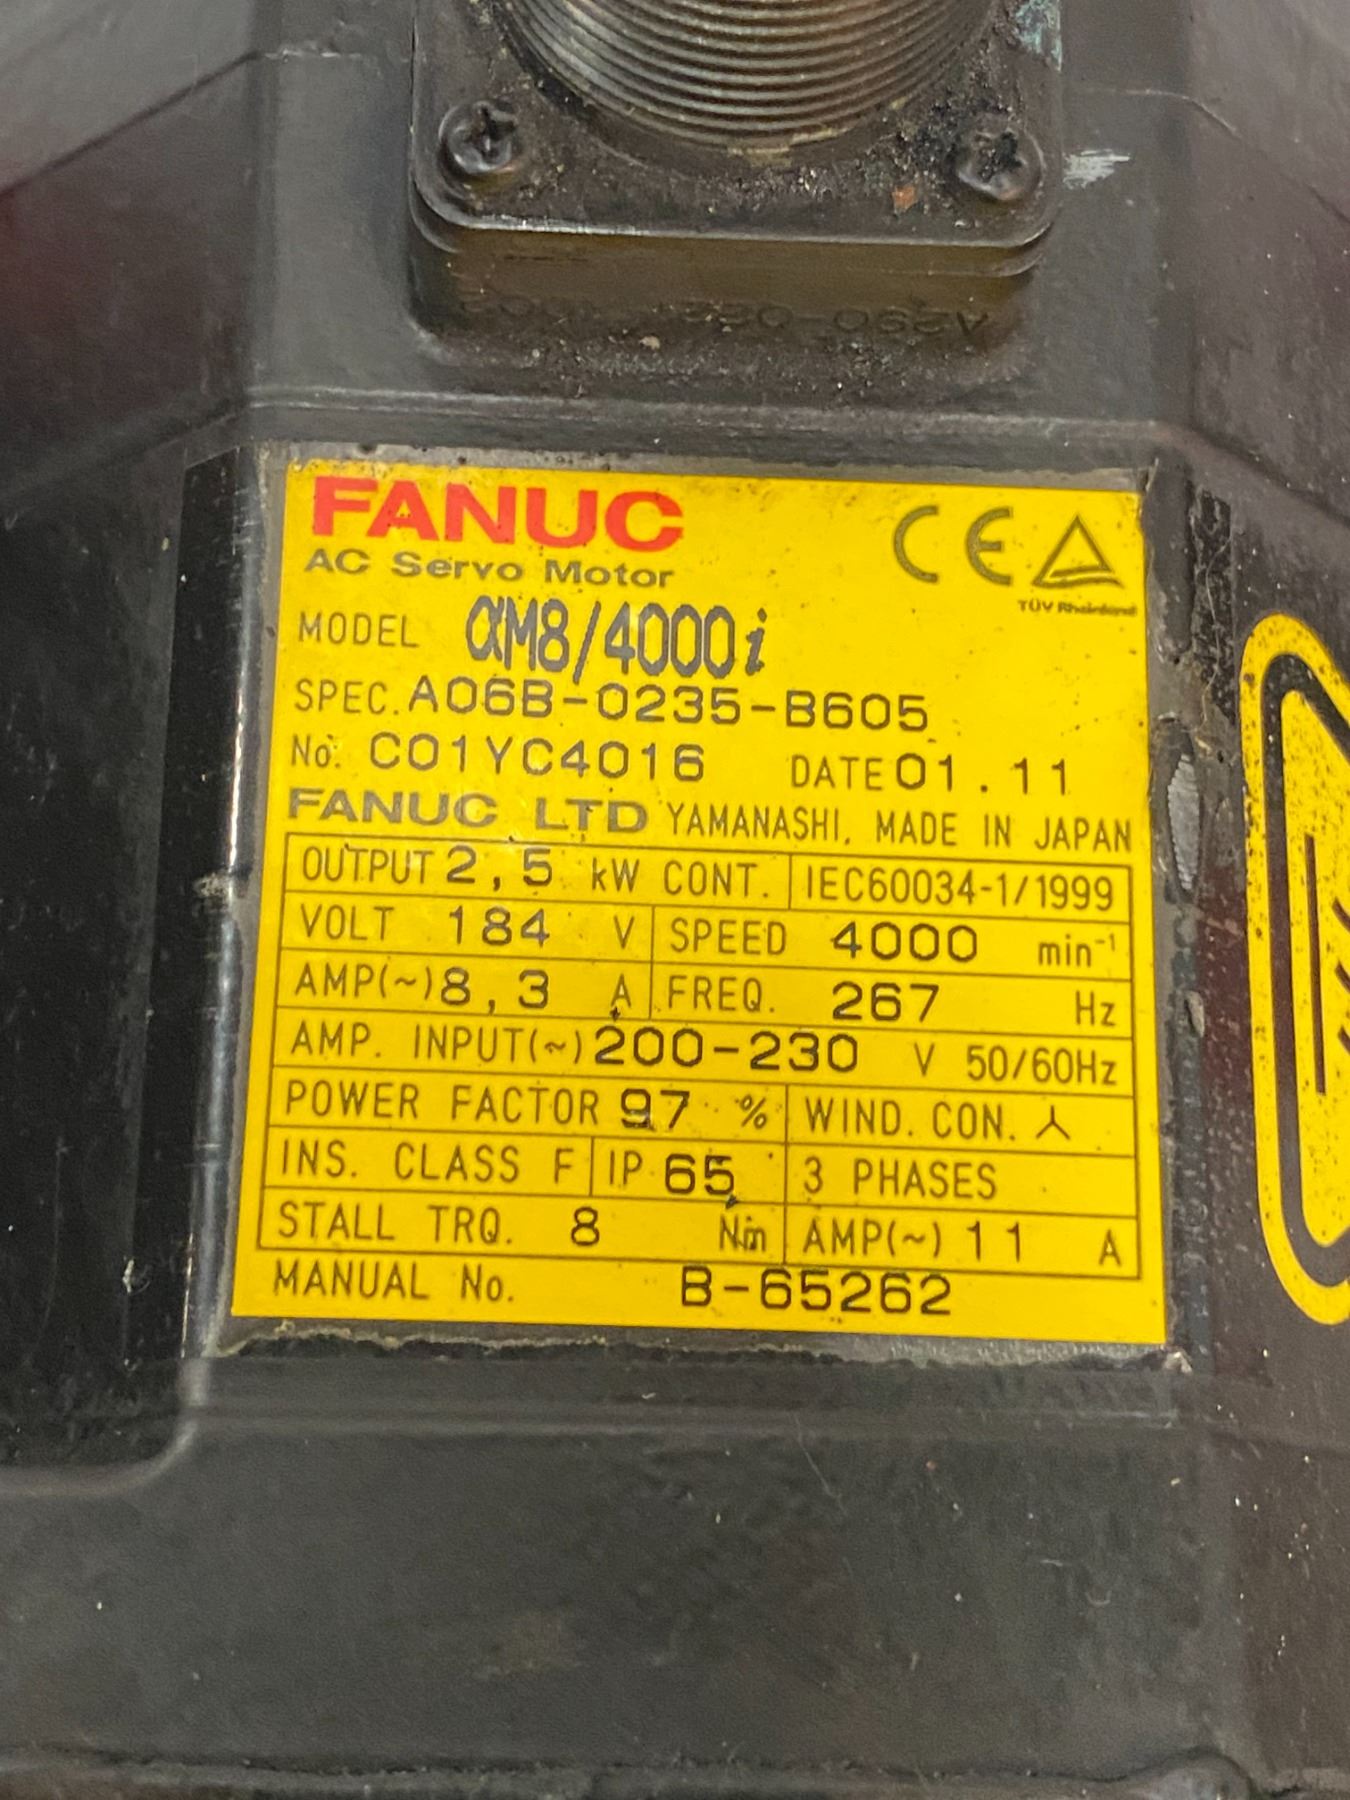 FANUC
AC Servo Motor
CE
TÜV Rheinland
MODEL αM8/4000i
SPEC. A06B-0235-B605
No. C01YC4016 DATE 01.11
FANUC LTD YAMANASHI, MADE IN JAPAN
OUTPUT 2,5 kW CONT. IEC60034-1/1999
VOLT 184 V SPEED 4000 min⁻¹
AMP(~) 8,3 A FREQ. 267 Hz
AMP. INPUT(~) 200-230 V 50/60Hz
POWER FACTOR 97 % WIND. CON. ⅄
INS. CLASS F IP 65 3 PHASES
STALL TRQ. 8 Nm AMP(~) 11 A
MANUAL No. B-65262